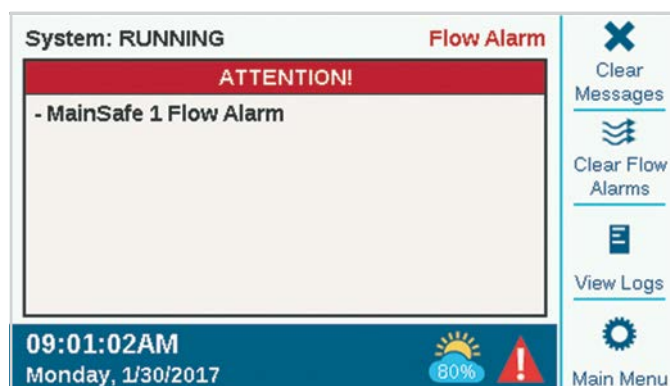 System: RUNNING
Flow Alarm
ATTENTION!
- MainSafe 1 Flow Alarm
09:01:02AM
Monday, 1/30/2017
80%
Clear
Messages
Clear Flow
Alarms
View Logs
Main Menu